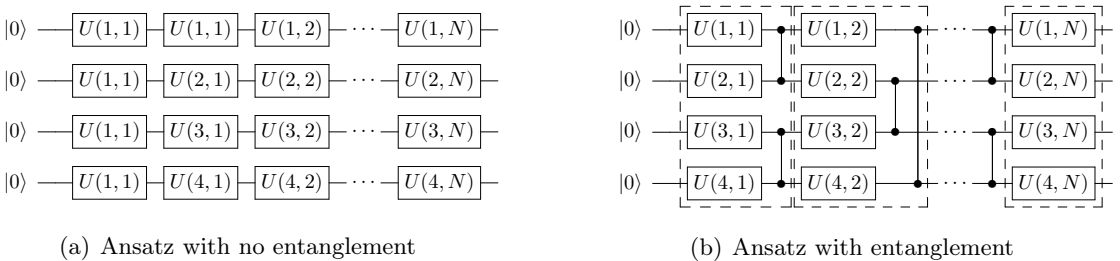 |0⟩ U(1, 1) U(1, 1) U(1, 2) ··· U(1, N)
|0⟩ U(1, 1) U(2, 1) U(2, 2) ··· U(2, N)
|0⟩ U(1, 1) U(3, 1) U(3, 2) ··· U(3, N)
|0⟩ U(1, 1) U(4, 1) U(4, 2) ··· U(4, N)
(a) Ansatz with no entanglement
|0⟩ U(1, 1) U(1, 2) ··· U(1, N)
|0⟩ U(2, 1) U(2, 2) ··· U(2, N)
|0⟩ U(3, 1) U(3, 2) ··· U(3, N)
|0⟩ U(4, 1) U(4, 2) ··· U(4, N)
(b) Ansatz with entanglement